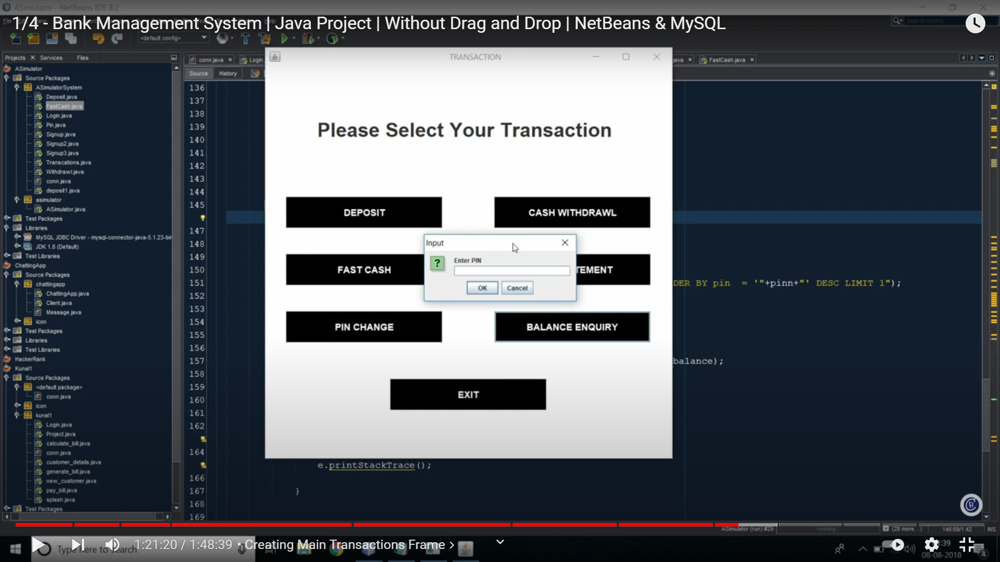 ASimulator - NetBeans IDE 8.2
1/4 - Bank Management System | Java Project | Without Drag and Drop | NetBeans & MySQL
Search (Ctrl+I)
<default config>
Projects
Services
Files
conn.java
Login.
java
FastCash.java
Source
History
ASimulator
Source Packages
ASimulatorSystem
Deposit.java
FastCash.java
Login.java
Pin.java
Signup.java
Signup2.java
Signup3.java
Transcations.java
Withdrawl.java
conn.java
deposit1.java
asimulator
ASimulator.java
Test Packages
Libraries
MySQL JDBC Driver - mysql-connector-java-5.1.23-bin
JDK 1.8 (Default)
Test Libraries
ChattingApp
Source Packages
chattingapp
ChattingApp.java
Client.java
Message.java
icon
Test Packages
Libraries
Test Libraries
HackerRank
Kunal1
Source Packages
<default package>
conn.java
icon
kunal1
Login.java
Project.java
calculate_bill.java
conn.java
customer_details.java
generate_bill.java
new_customer.java
pay_bill.java
splash.java
Test Packages
136
137
138
139
140
141
142
143
144
145
147
148
149
150
151
DER BY pin = '"+pinn+"' DESC LIMIT 1");
152
153
154
155
156
157
balance);
158
159
160
161
162
164
e.printStackTrace();
166
167
}
168
169
TRANSACTION
Please Select Your Transaction
DEPOSIT
CASH WITHDRAWL
FAST CASH
TEMENT
PIN CHANGE
BALANCE ENQUIRY
EXIT
Input
?
Enter PIN
OK
Cancel
ASimulator (run) #29
running...
(28 more...)
146:69/1:42
INS
Type here to search
1:21:20 / 1:48:39 • Creating Main Transactions Frame >
:39
08-08-2018
4